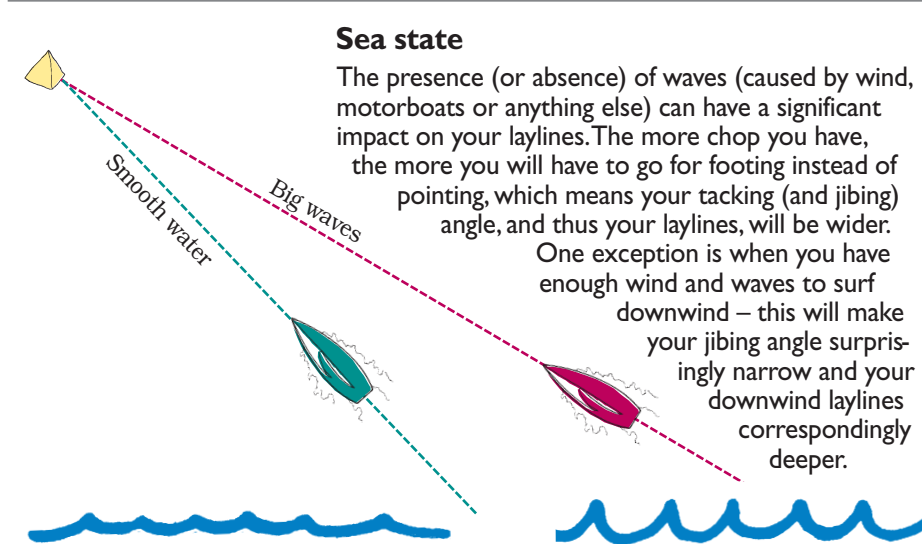 Sea state
The presence (or absence) of waves (caused by wind,
motorboats or anything else) can have a significant
impact on your laylines. The more chop you have,
the more you will have to go for footing instead of
pointing, which means your tacking (and jibing)
angle, and thus your laylines, will be wider.
One exception is when you have
enough wind and waves to surf
downwind – this will make
your jibing angle surpris-
ingly narrow and your
downwind laylines
correspondingly
deeper.
Smooth water
Big waves